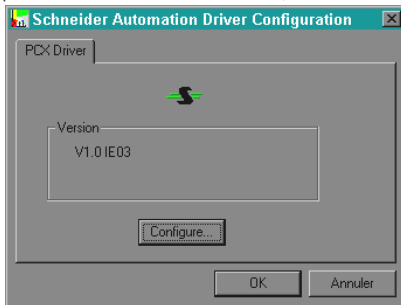 Schneider Automation Driver Configuration
PCX Driver
S
Version
V1.0 IE03
Configure...
OK
Annuler